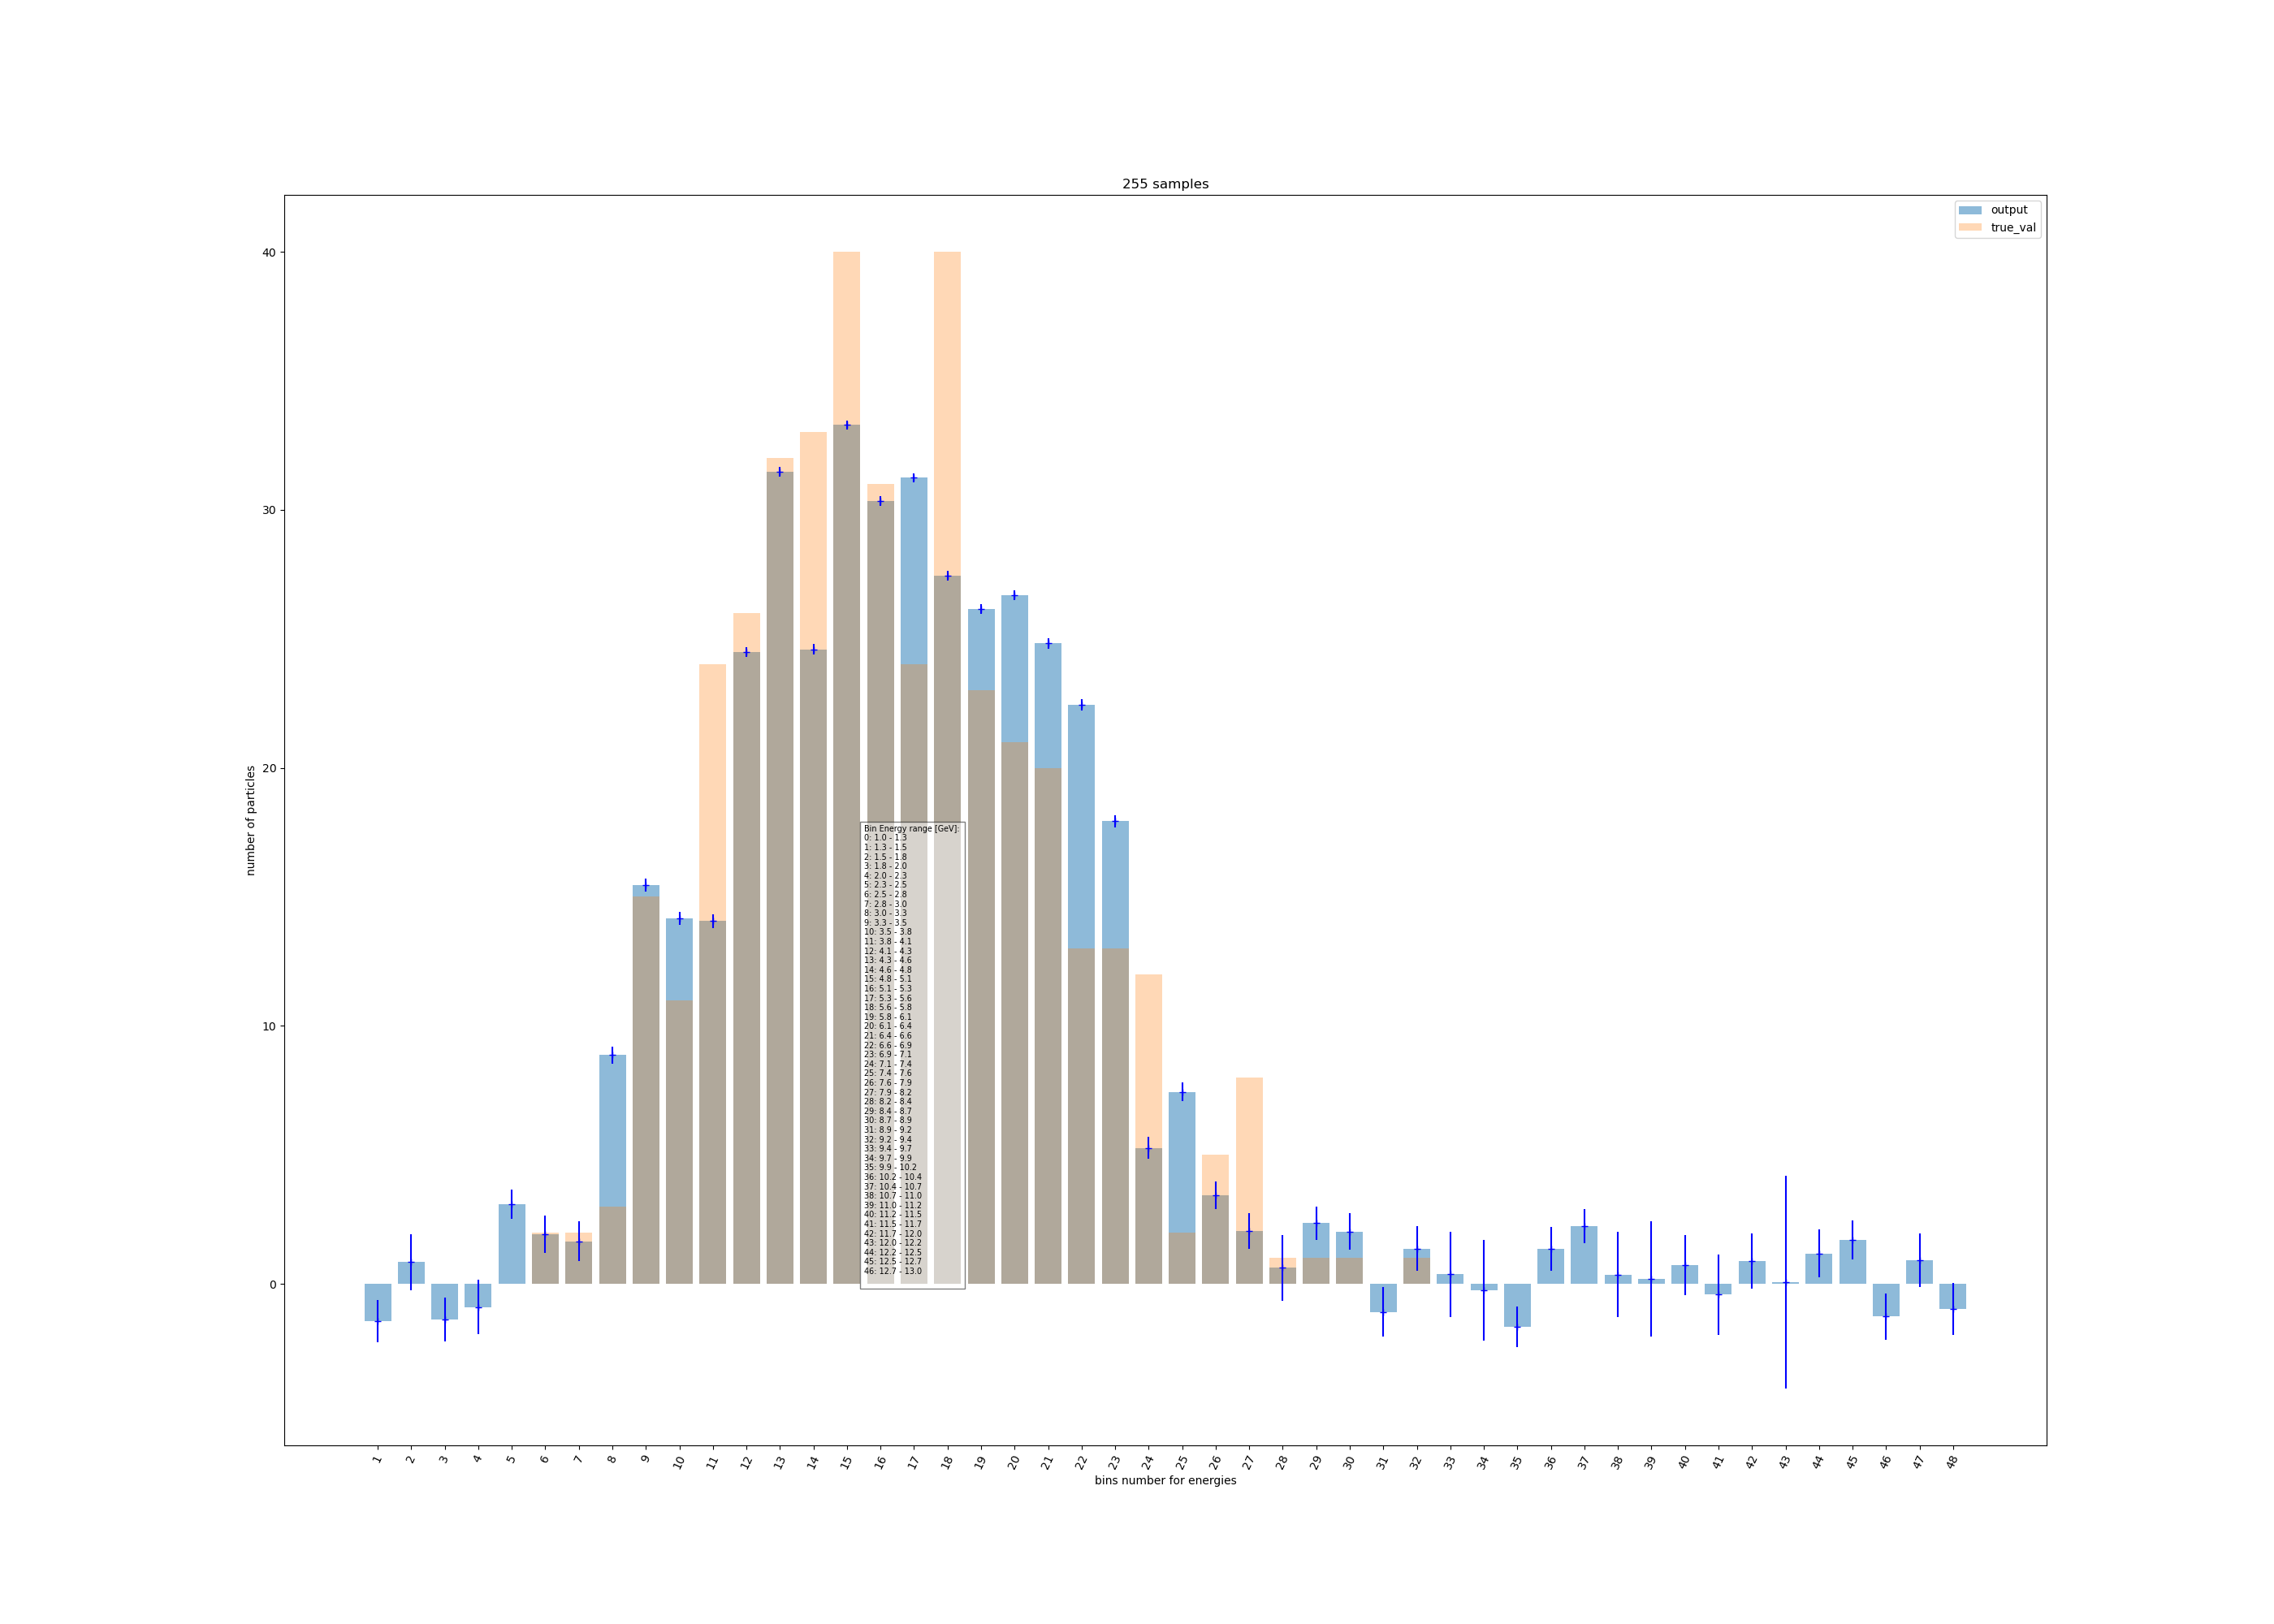 255 samples
output
true_val
40
30
20
10
0
number of particles
Bin Energy range [GeV]:
0: 1.0 - 1.3
1: 1.3 - 1.5
2: 1.5 - 1.8
3: 1.8 - 2.0
4: 2.0 - 2.3
5: 2.3 - 2.5
6: 2.5 - 2.8
7: 2.8 - 3.0
8: 3.0 - 3.3
9: 3.3 - 3.5
10: 3.5 - 3.8
11: 3.8 - 4.1
12: 4.1 - 4.3
13: 4.3 - 4.6
14: 4.6 - 4.8
15: 4.8 - 5.1
16: 5.1 - 5.3
17: 5.3 - 5.6
18: 5.6 - 5.8
19: 5.8 - 6.1
20: 6.1 - 6.4
21: 6.4 - 6.6
22: 6.6 - 6.9
23: 6.9 - 7.1
24: 7.1 - 7.4
25: 7.4 - 7.6
26: 7.6 - 7.9
27: 7.9 - 8.2
28: 8.2 - 8.4
29: 8.4 - 8.7
30: 8.7 - 8.9
31: 8.9 - 9.2
32: 9.2 - 9.4
33: 9.4 - 9.7
34: 9.7 - 9.9
35: 9.9 - 10.2
36: 10.2 - 10.4
37: 10.4 - 10.7
38: 10.7 - 11.0
39: 11.0 - 11.2
40: 11.2 - 11.5
41: 11.5 - 11.7
42: 11.7 - 12.0
43: 12.0 - 12.2
44: 12.2 - 12.5
45: 12.5 - 12.7
46: 12.7 - 13.0
1 2 3 4 5 6 7 8 9 10 11 12 13 14 15 16 17 18 19 20 21 22 23 24 25 26 27 28 29 30 31 32 33 34 35 36 37 38 39 40 41 42 43 44 45 46 47 48
bins number for energies